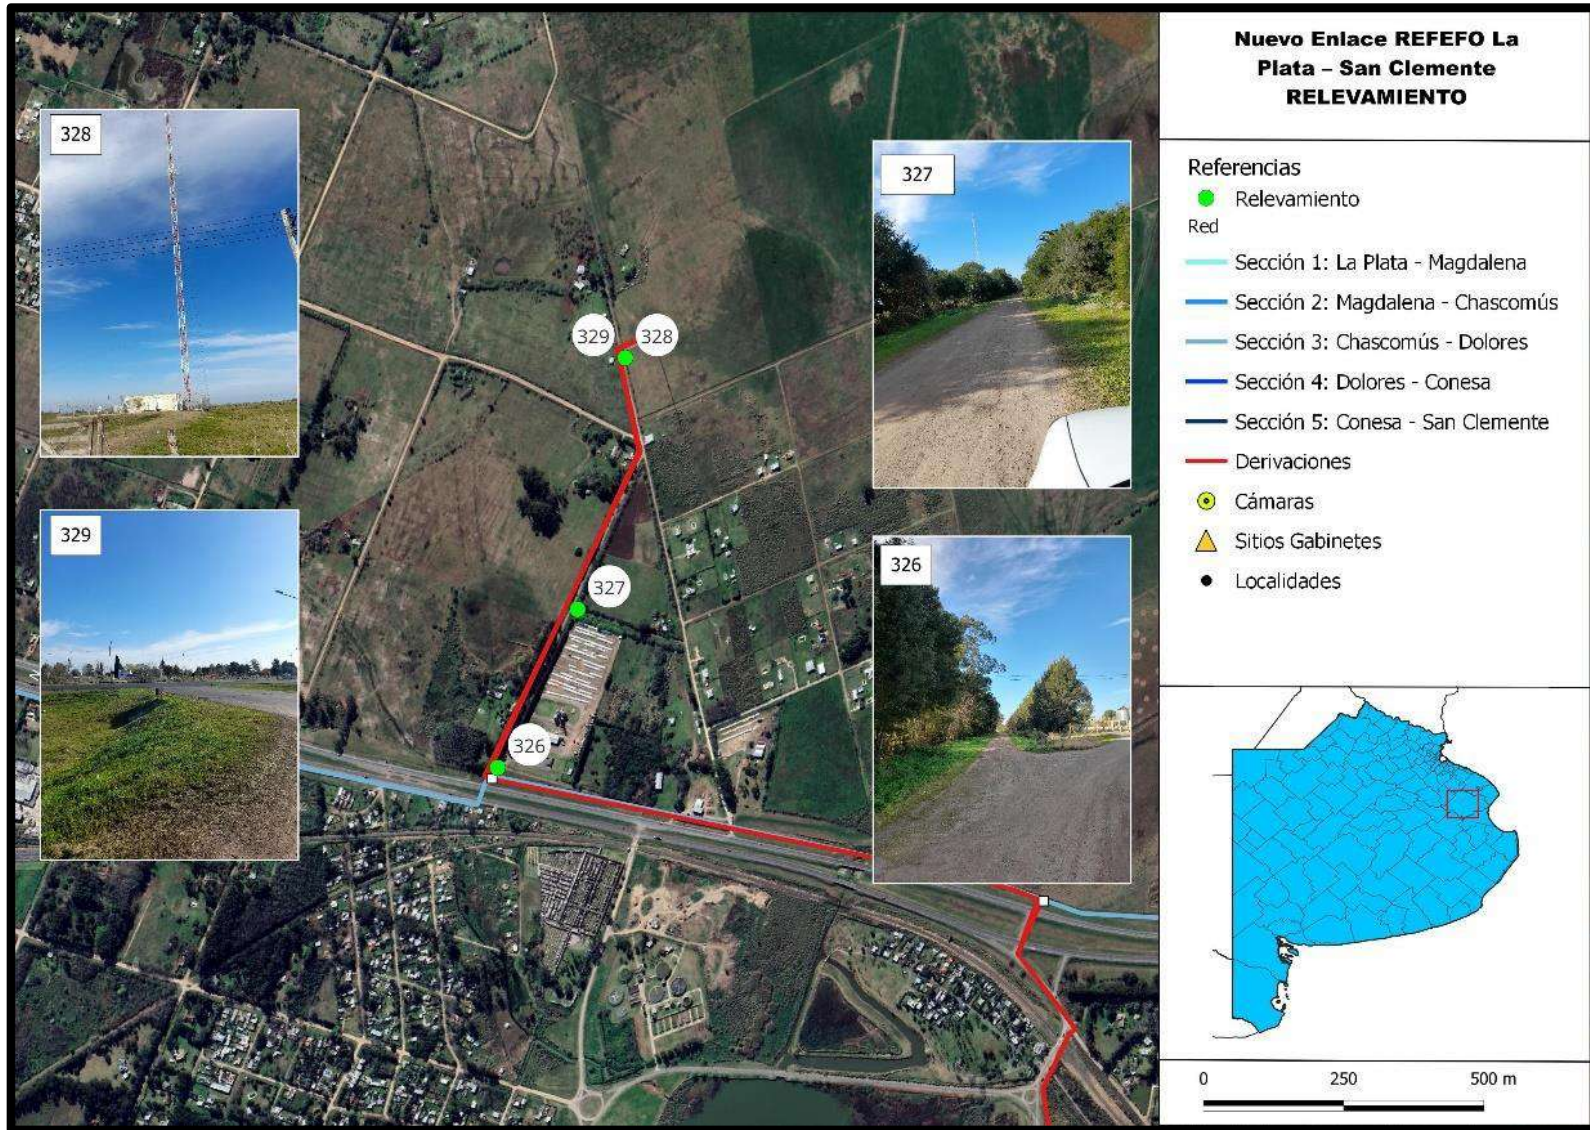 Nuevo Enlace REFEFO La
Plata – San Clemente
RELEVAMIENTO
Referencias
Relevamiento
Red
Sección 1: La Plata - Magdalena
Sección 2: Magdalena - Chascomús
Sección 3: Chascomús - Dolores
Sección 4: Dolores - Conesa
Sección 5: Conesa - San Clemente
Derivaciones
Cámaras
Sitios Gabinetes
Localidades
0 250 500 m
328
327
329
326
329 328
327
326